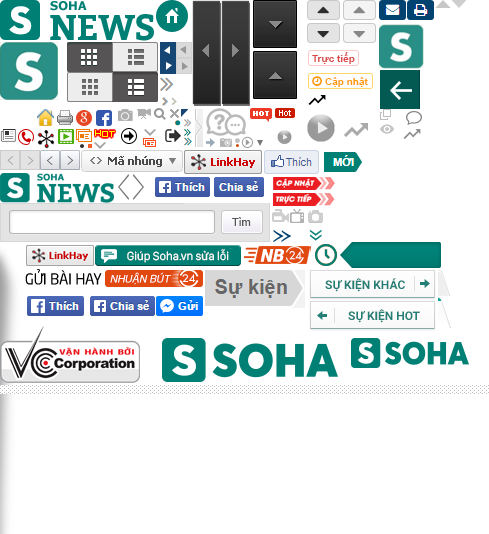 S SOHA NEWS
S
S
Trực tiếp
Cập nhật
HOT Hot
HOT
Mã nhúng
LinkHay
Thích
MỚI
S SOHA NEWS
Thích
Chia sẻ
CẬP NHẬT
TRỰC TIẾP
Tìm
LinkHay
Giúp Soha.vn sửa lỗi
NB 24
GỬI BÀI HAY
NHUẬN BÚT 24
Sự kiện
SỰ KIỆN KHÁC
Thích
Chia sẻ
Gửi
SỰ KIỆN HOT
VCCorporation
VẬN HÀNH BỞI
S SOHA
S SOHA